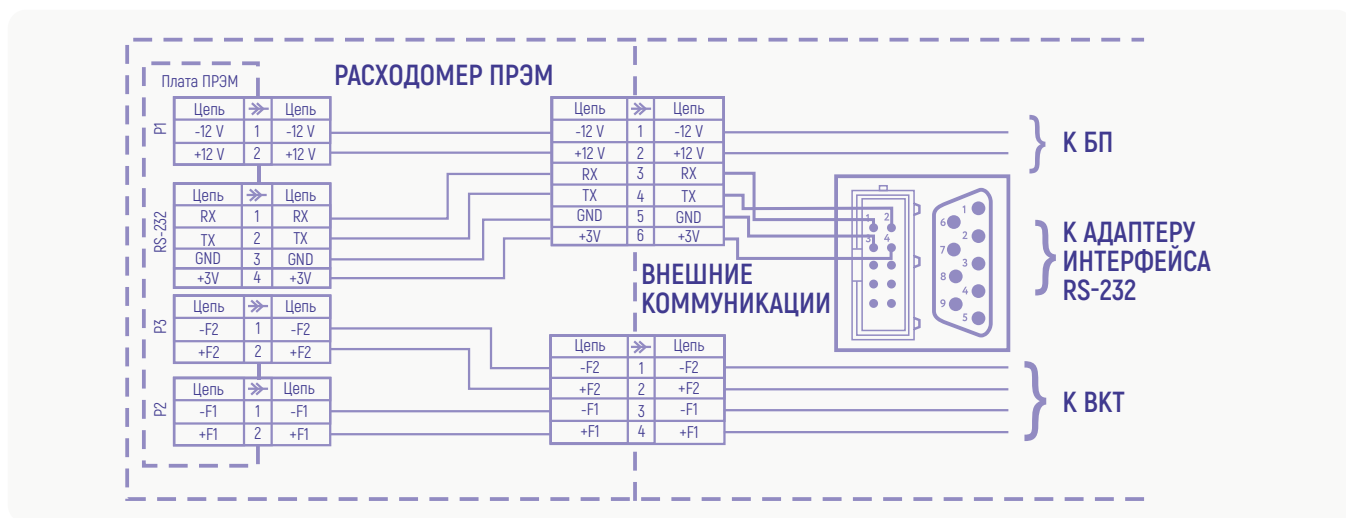 РАСХОДОМЕР ПРЭМ
Плата ПРЭМ
P1
Цепь Цепь
-12 V 1 -12 V
+12 V 2 +12 V
RS-232
Цепь Цепь
RX 1 RX
TX 2 TX
GND 3 GND
+3V 4 +3V
P3
Цепь Цепь
-F2 1 -F2
+F2 2 +F2
P2
Цепь Цепь
-F1 1 -F1
+F1 2 +F1
Цепь Цепь
-12 V 1 -12 V
+12 V 2 +12 V
RX 3 RX
TX 4 TX
GND 5 GND
+3V 6 +3V
ВНЕШНИЕ
КОММУНИКАЦИИ
Цепь Цепь
-F2 1 -F2
+F2 2 +F2
-F1 3 -F1
+F1 4 +F1
1 2
3 4
1
6
2
7
3
8
4
9
5
К БП
К АДАПТЕРУ
ИНТЕРФЕЙСА
RS-232
К ВКТ